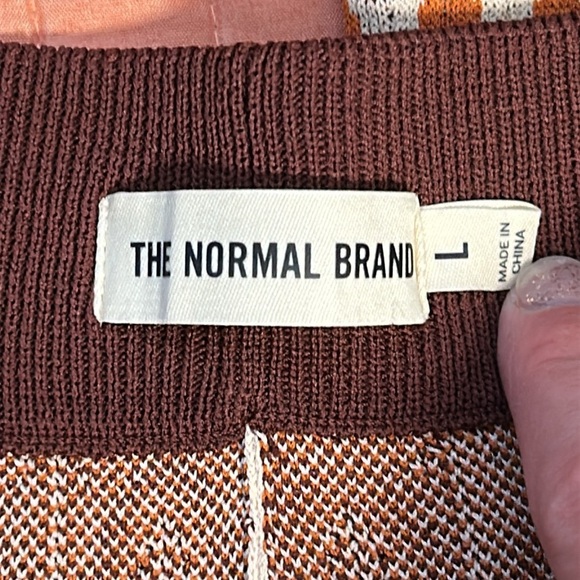 THE NORMAL BRAND
L
MADE IN
CHINA